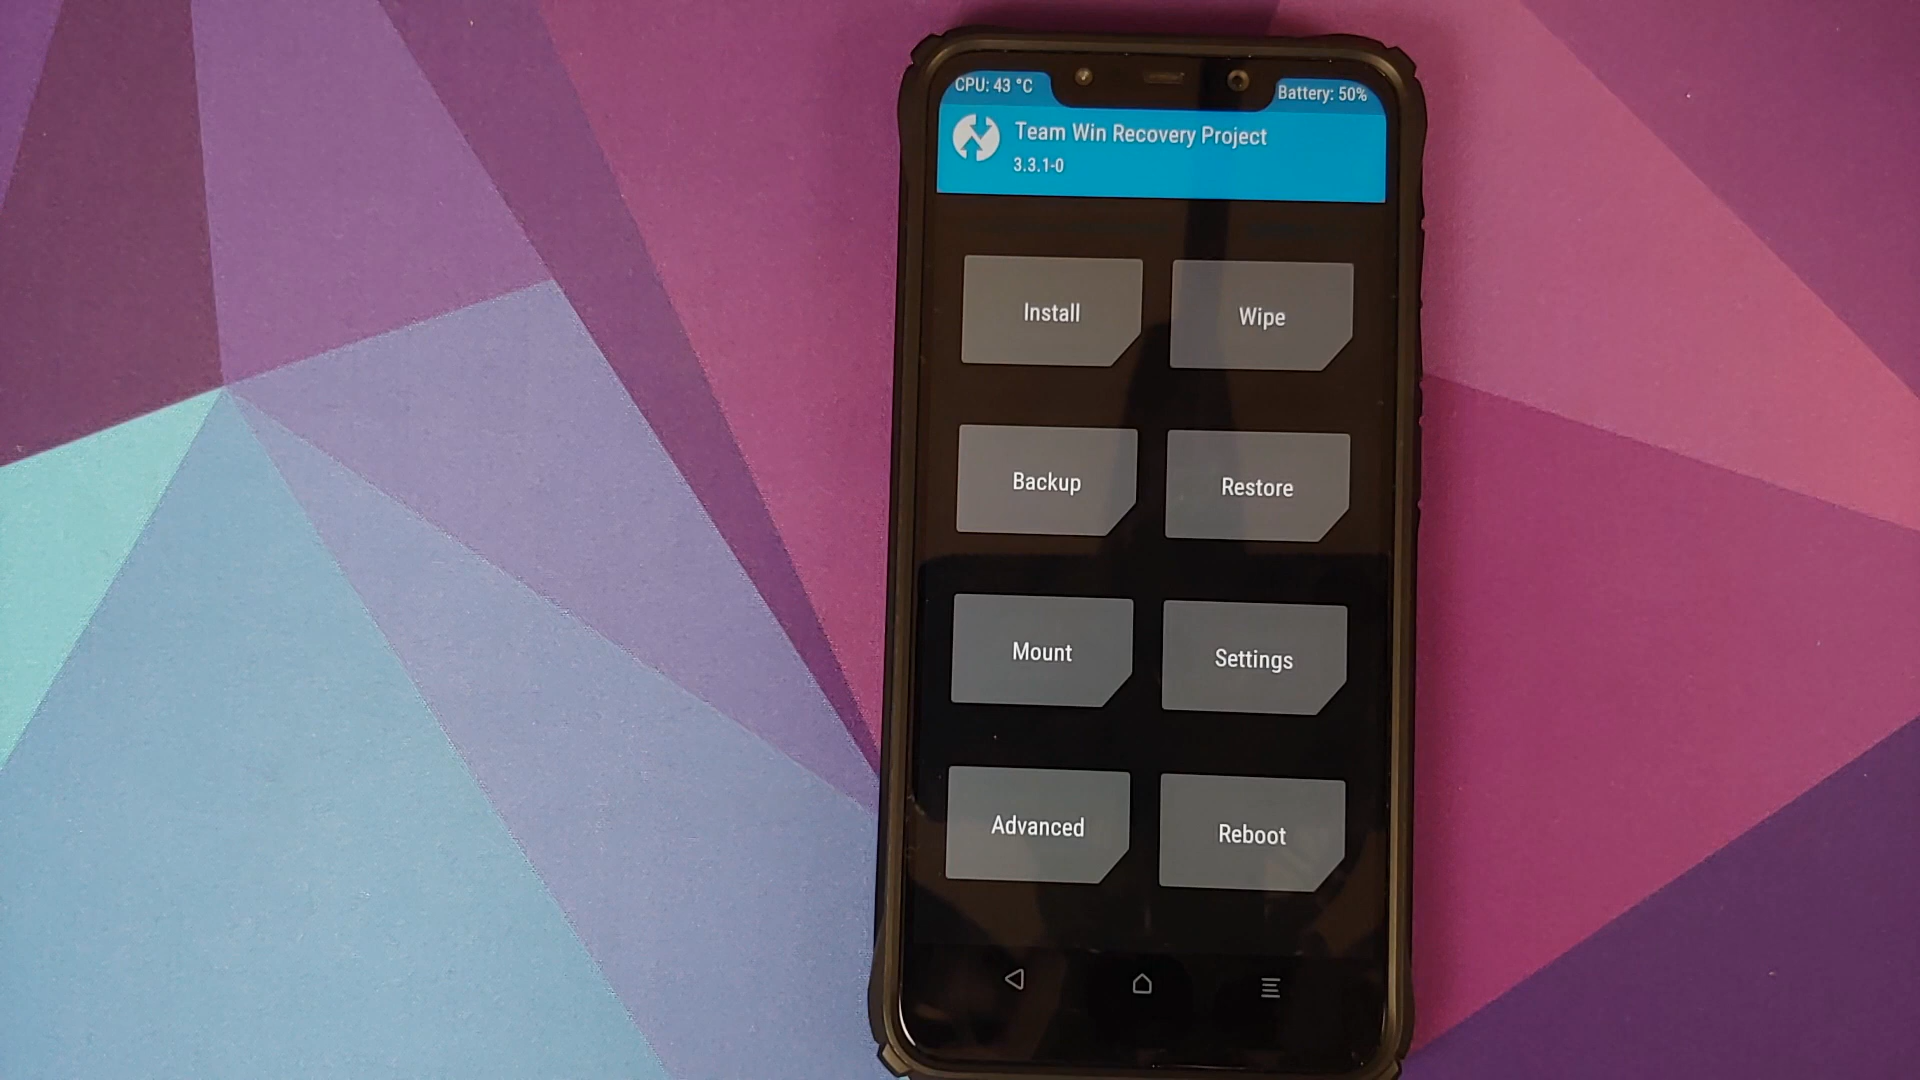 CPU: 43 °C
Battery: 50%
Team Win Recovery Project
3.3.1-0
Install
Wipe
Backup
Restore
Mount
Settings
Advanced
Reboot